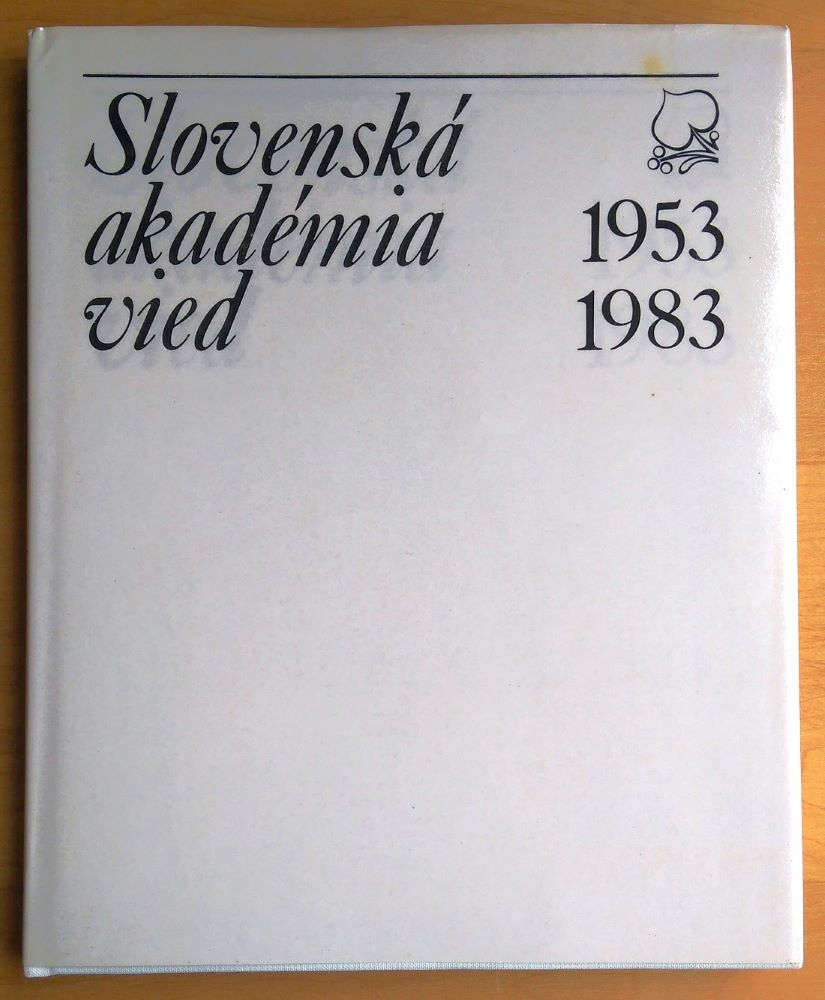 Slovenská
akadémia 1953
vied 1983